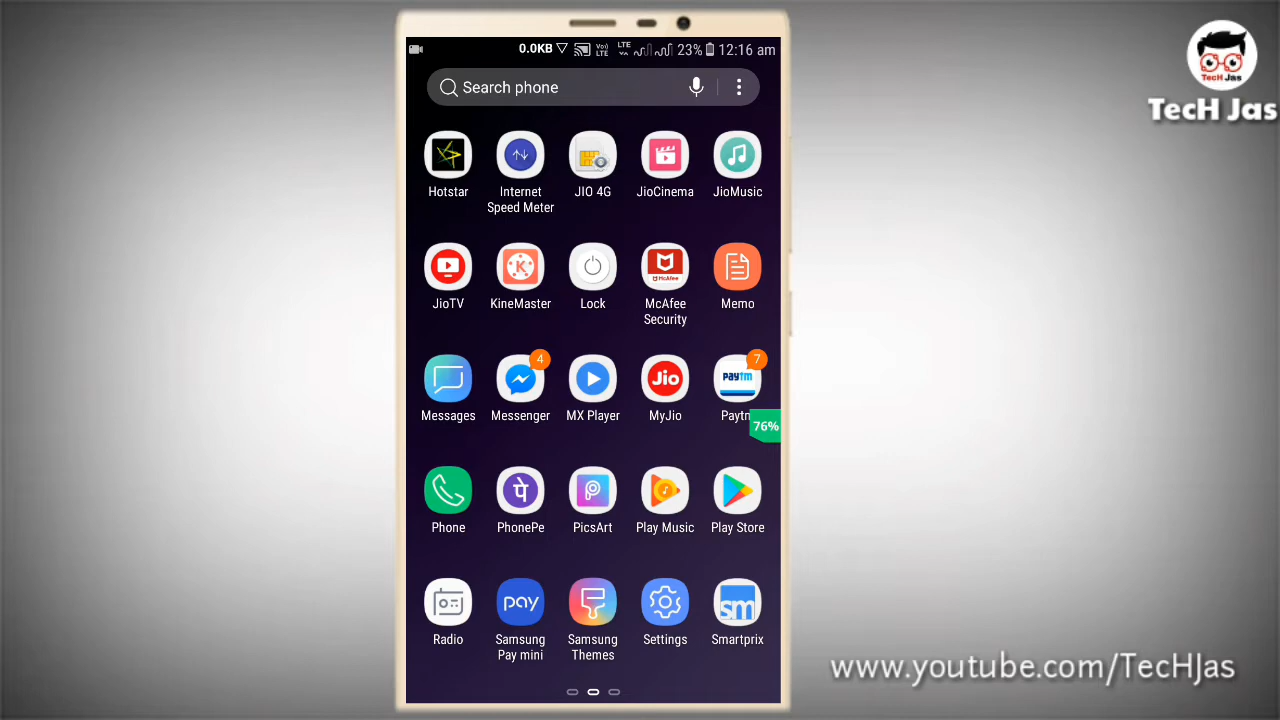 TecH Jas
TecH Jas
0.0KB VoLTE LTE 23% 12:16 am
Search phone
Hotstar
Internet
Speed Meter
JIO 4G
JioCinema
JioMusic
JioTV
KineMaster
Lock
McAfee
McAfee
Security
Memo
Messages
4
Messenger
MX Player
Jio
MyJio
7
paytm
76%
Phone
पे
PhonePe
PicsArt
Play Music
Play Store
Radio
pay
Samsung
Pay mini
Samsung
Themes
Settings
sm
Smartprix
www.youtube.com/TecHJas